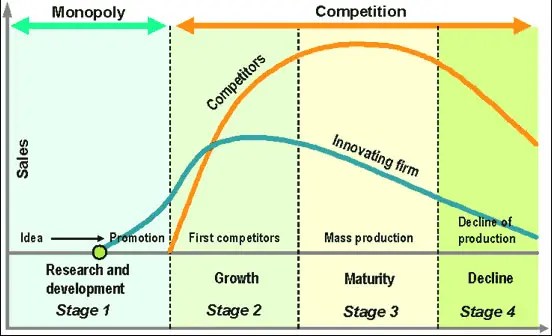 Monopoly
Competition
Sales
Competitors
Innovating firm
Idea
Promotion
First competitors
Mass production
Decline of
production
Research and
development
Growth
Maturity
Decline
Stage 1
Stage 2
Stage 3
Stage 4